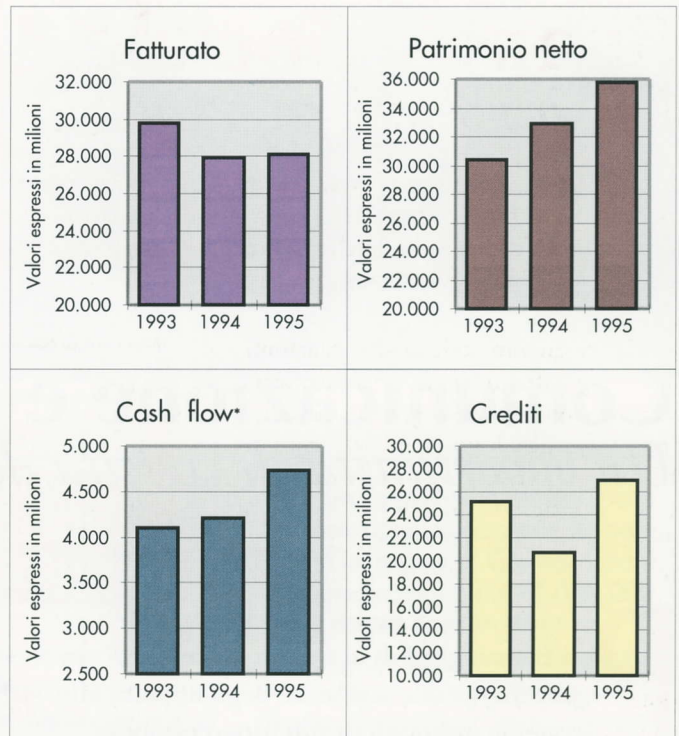 Fatturato
Valori espressi in milioni
32.000
30.000
28.000
26.000
24.000
22.000
20.000
1993 1994 1995
Patrimonio netto
Valori espressi in milioni
36.000
34.000
32.000
30.000
28.000
26.000
24.000
22.000
20.000
1993 1994 1995
Cash flow*
Valori espressi in milioni
5.000
4.500
4.000
3.500
3.000
2.500
1993 1994 1995
Crediti
Valori espressi in milioni
30.000
28.000
26.000
24.000
22.000
20.000
18.000
16.000
14.000
12.000
10.000
1993 1994 1995